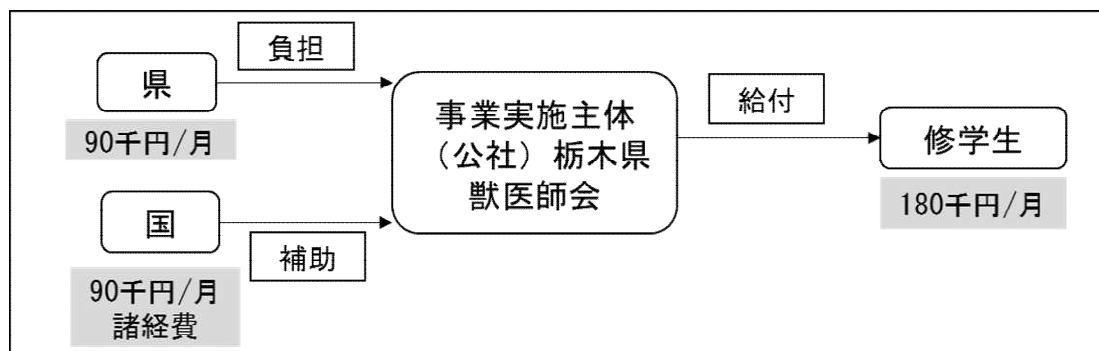 負担
県
90千円/月
事業実施主体
（公社）栃木県
獣医師会
給付
修学生
180千円/月
国
補助
90千円/月
諸経費